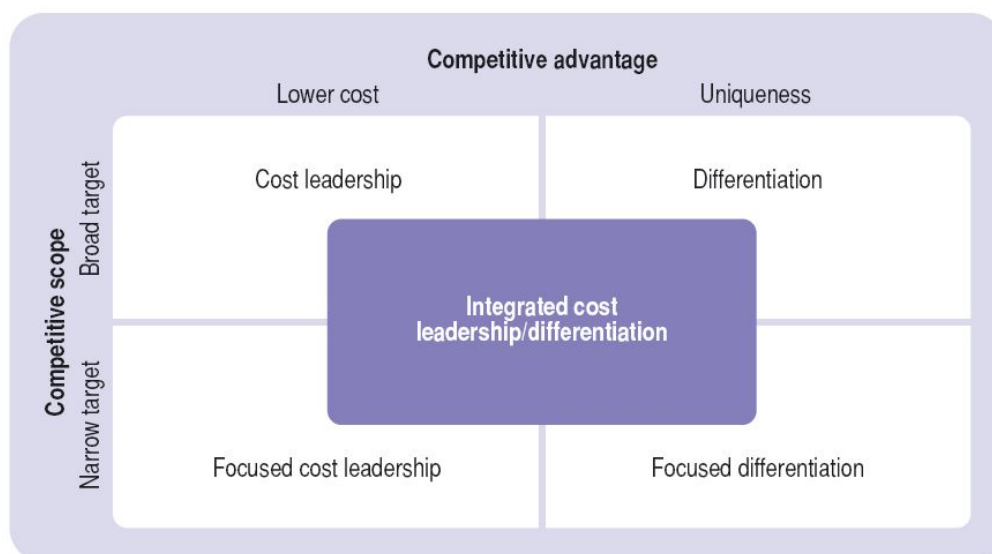 Competitive advantage
Lower cost
Uniqueness
Competitive scope
Broad target
Narrow target
Cost leadership
Differentiation
Integrated cost
leadership/differentiation
Focused cost leadership
Focused differentiation